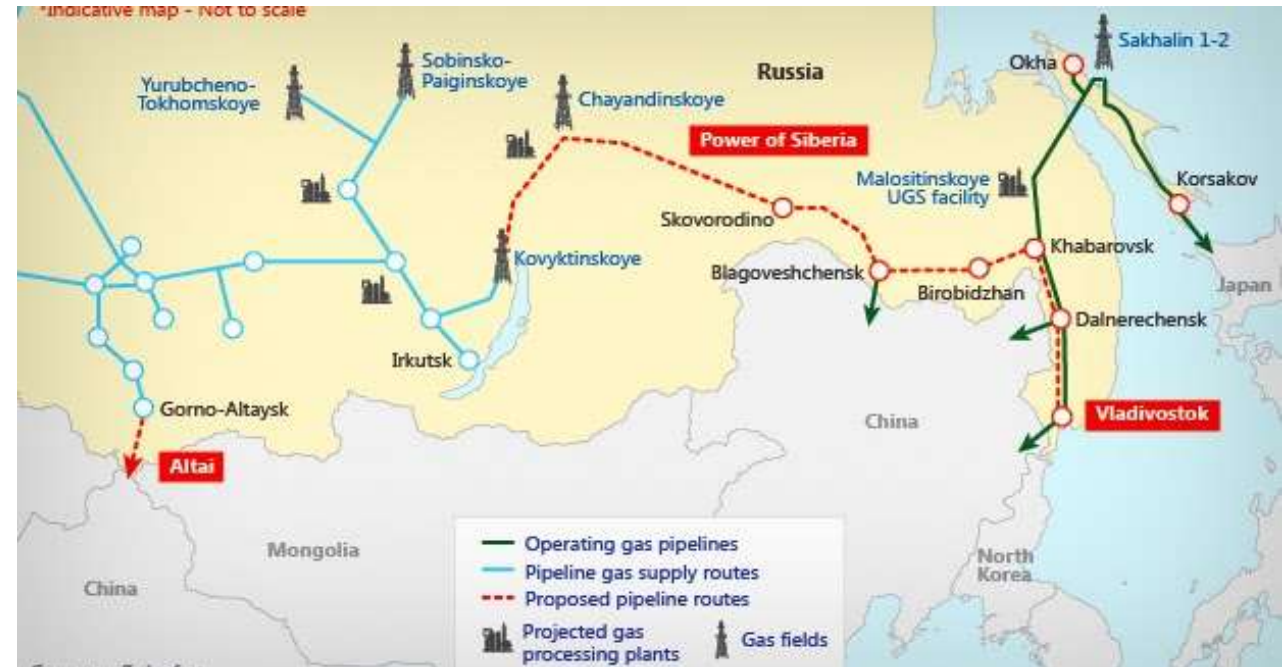 *Indicative map - Not to scale
Sobinsko-
Paiginskoye
Yurubcheno-
Tokhomskoye
Chayandinskoye
Russia
Okha
Sakhalin 1-2
Power of Siberia
Malositinskoye
UGS facility
Korsakov
Skovorodino
Khabarovsk
Kovyktinskoye
Blagoveshchensk
Birobidzhan
Japan
Dalnerechensk
Irkutsk
Gorno-Altaysk
China
Vladivostok
Altai
Mongolia
China
North
Korea
Operating gas pipelines
Pipeline gas supply routes
Proposed pipeline routes
Projected gas
processing plants
Gas fields